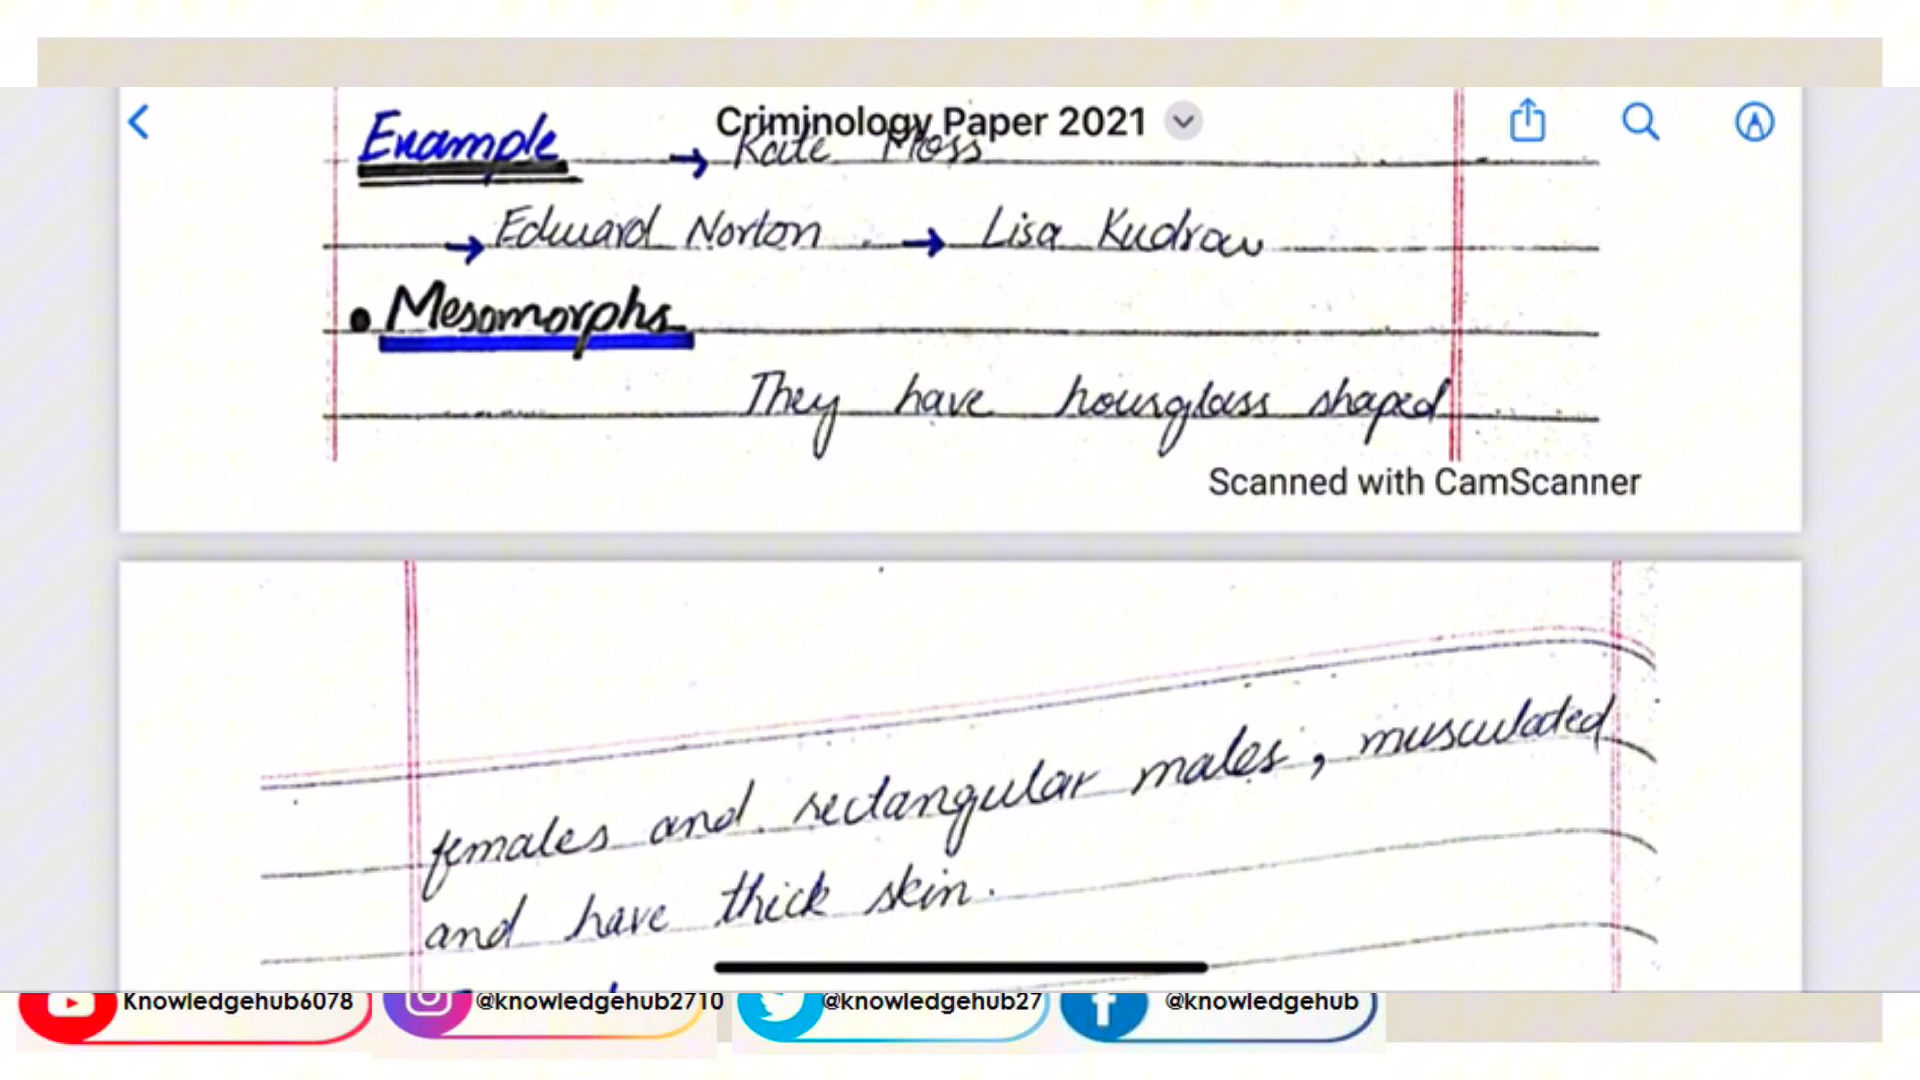 Criminology Paper 2021
Example → Kate Moss
→ Edward Norton. → Lisa Kudrow
• Mesomorphs
They have hourglass shaped
Scanned with CamScanner
females and rectangular males, musculated
and have thick skin.
Knowledgehub6078 @knowledgehub2710 @knowledgehub27 @knowledgehub